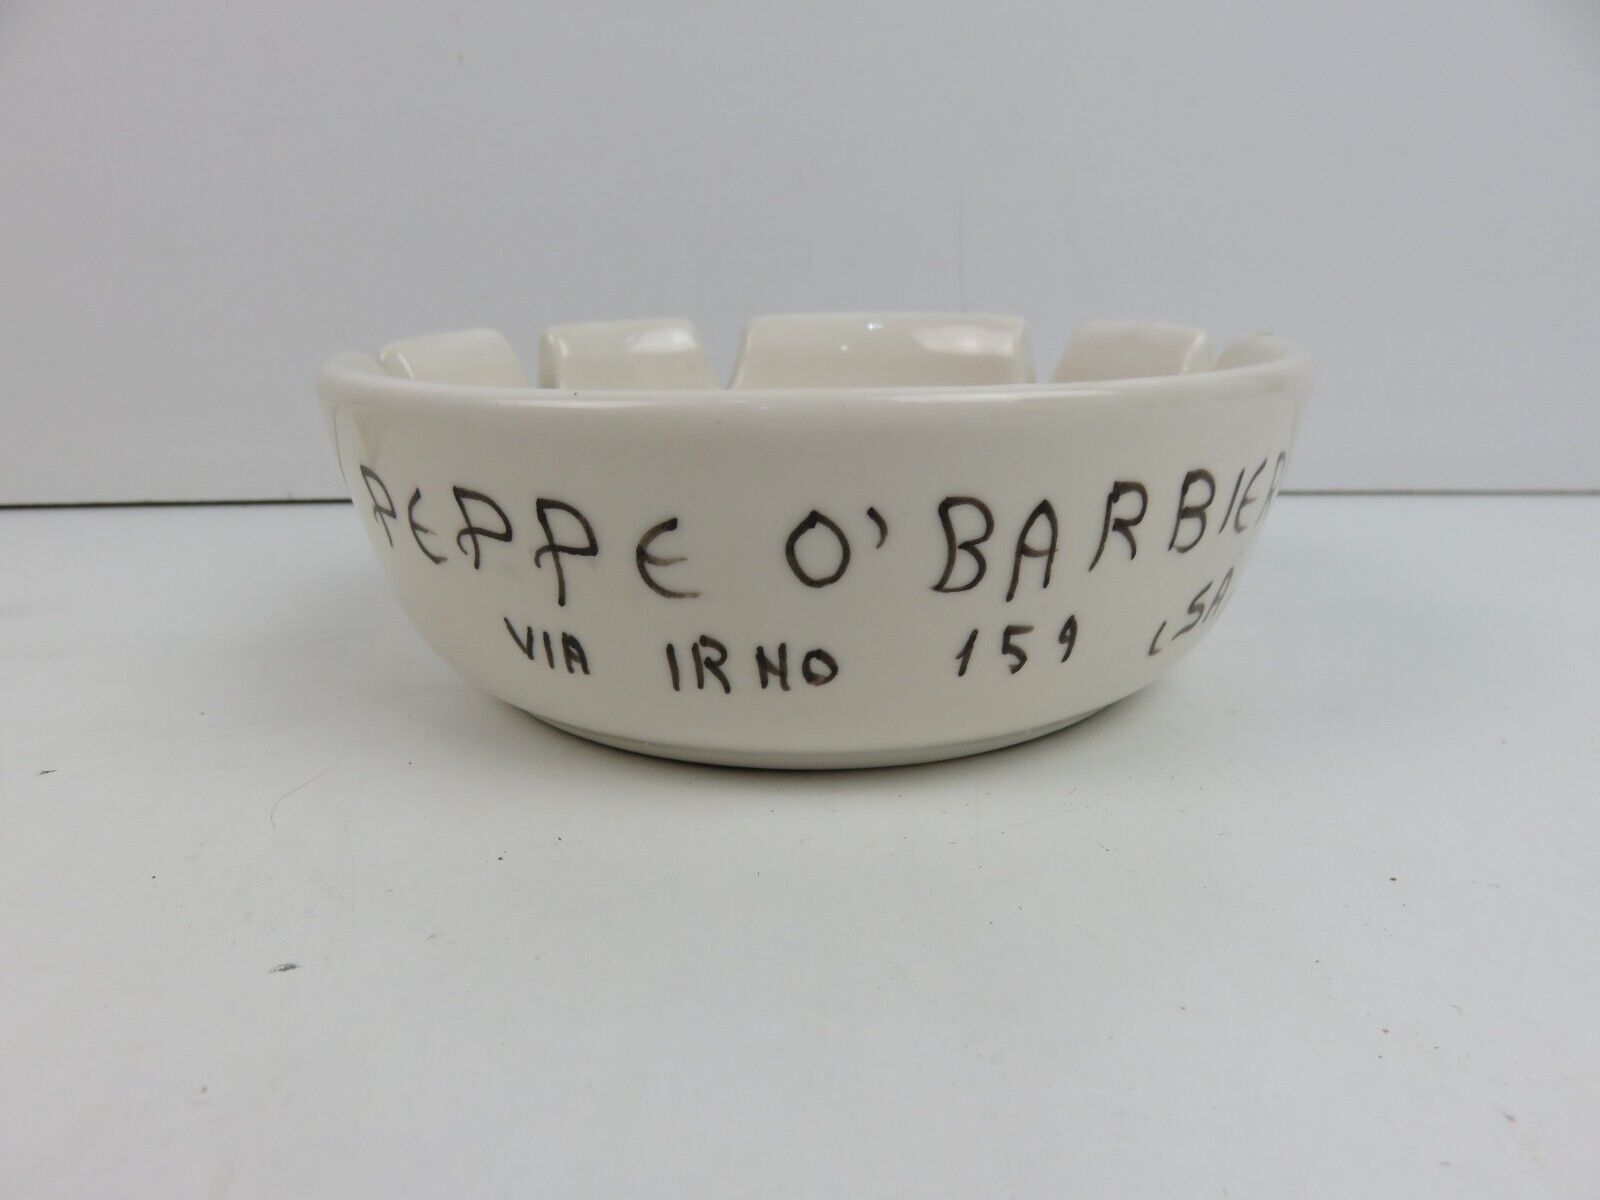 PEPPE O' BARBIER
VIA IRNO 159 (SA